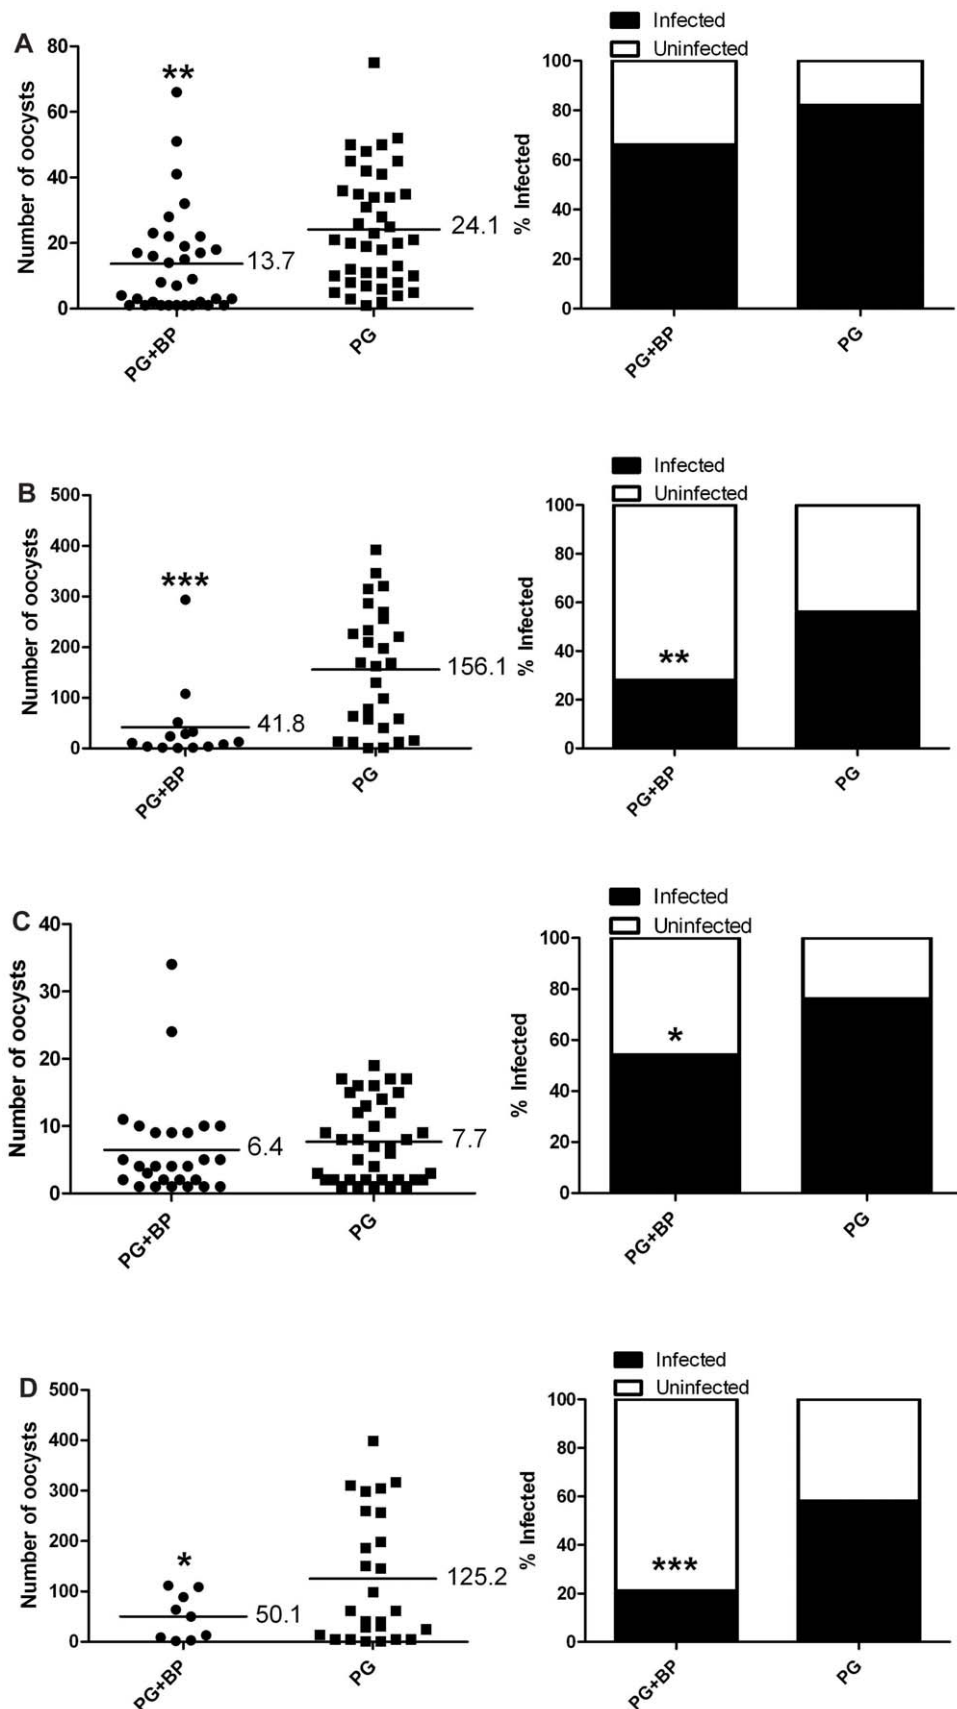 A
Number of oocysts
80
60
40
20
0
**
13.7
24.1
PG+BP
PG
Infected
Uninfected
% Infected
100
80
60
40
20
0
PG+BP
PG
B
Number of oocysts
500
400
300
200
100
0
***
41.8
156.1
PG+BP
PG
Infected
Uninfected
% Infected
100
80
60
40
20
0
**
PG+BP
PG
C
Number of oocysts
40
30
20
10
0
6.4
7.7
PG+BP
PG
Infected
Uninfected
% Infected
100
80
60
40
20
0
*
PG+BP
PG
D
Number of oocysts
500
400
300
200
100
0
*
50.1
125.2
PG+BP
PG
Infected
Uninfected
% Infected
100
80
60
40
20
0
***
PG+BP
PG